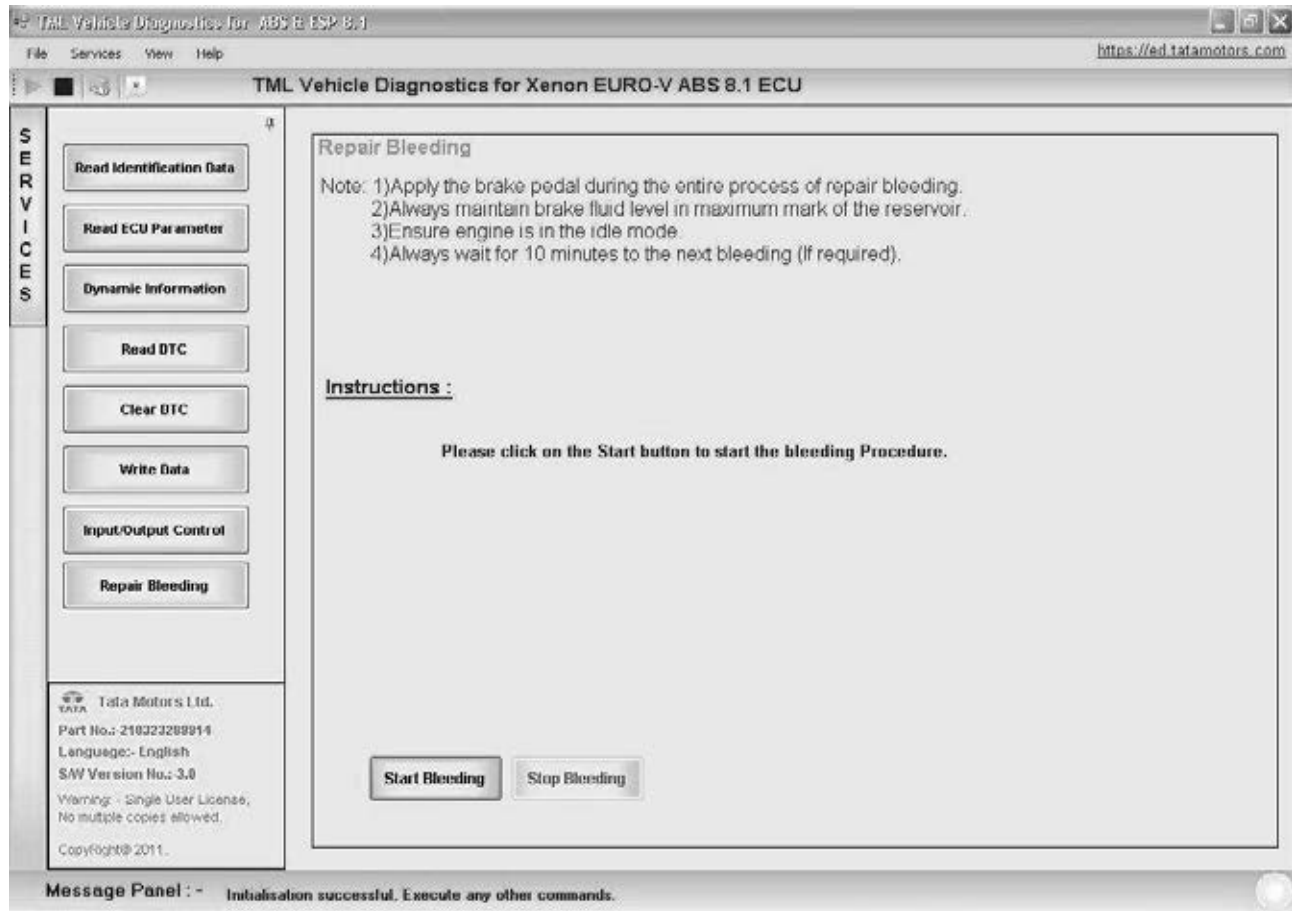 TML Vehicle Diagnostics for ABS & ESP 8.1
File Services View Help
https://ed.tatamotors.com
TML Vehicle Diagnostics for Xenon EURO-V ABS 8.1 ECU
SERVICES
Read Identification Data
Read ECU Parameter
Dynamic Information
Read DTC
Clear DTC
Write Data
Input/Output Control
Repair Bleeding
TATA Tata Motors Ltd.
Part No.:
Language:- English
S/W Version No.:-3.0
Warning: - Single User License,
No mutiple copies allowed.
CopyRight@ 2011.
Repair Bleeding
Note: 1)Apply the brake pedal during the entire process of repair bleeding.
2)Always maintain brake fluid level in maximum mark of the reservoir.
3)Ensure engine is in the idle mode.
4)Always wait for 10 minutes to the next bleeding (If required).
Instructions :
Please click on the Start button to start the bleeding Procedure.
Start Bleeding Stop Bleeding
Message Panel : - Initialisation successful. Execute any other commands.